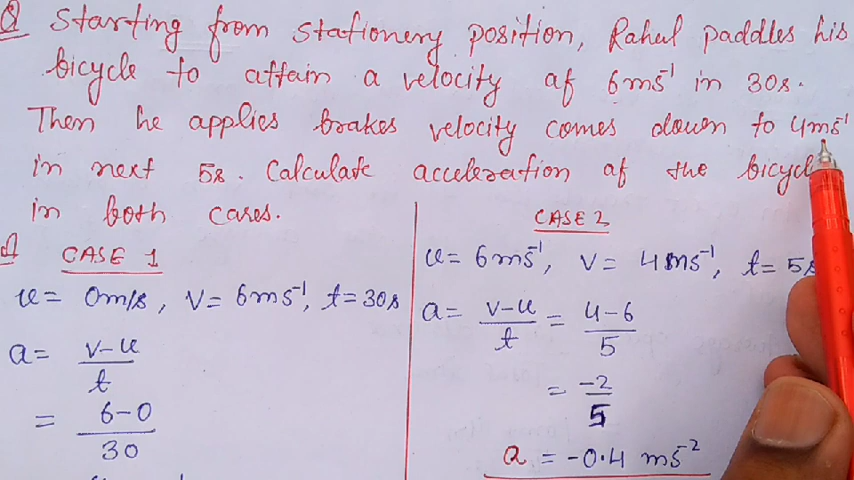 Q Starting from stationery position, Rahul paddles his
bicycle to attain a velocity of 6ms⁻¹ in 30s.
Then he applies brakes velocity comes down to 4ms⁻¹
in next 5s. Calculate acceleration of the bicycl
in both cases.
CASE 1
u= 0m/s, v= 6ms⁻¹, t=30s
a= v-u/t
= 6-0/30
CASE 2
u= 6ms⁻¹, v= 4ms⁻¹, t= 5s
a= v-u/t = 4-6/5
= -2/5
a = -0.4 ms⁻²